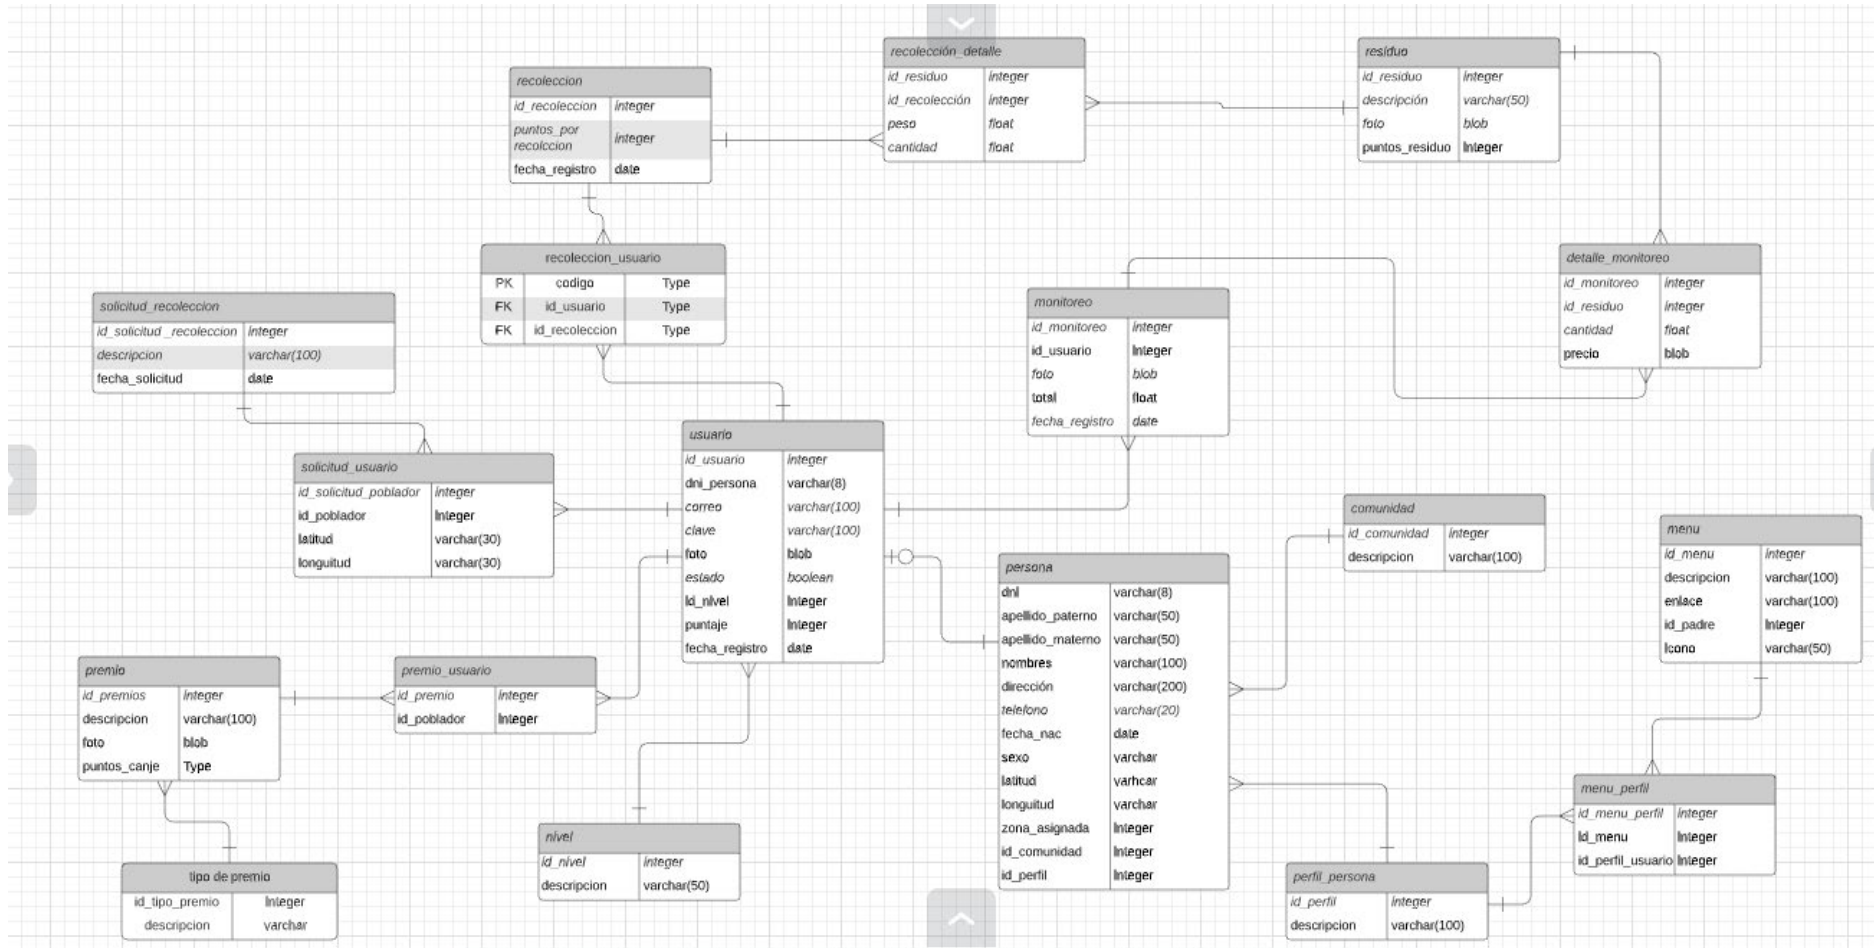 recolección_detalle
id_residuo integer
id_recolección integer
peso float
cantidad float
residuo
id_residuo integer
descripción varchar(50)
foto blob
puntos_residuo Integer
recoleccion
id_recoleccion integer
puntos_por
recolccion integer
fecha_registro date
recoleccion_usuario
PK codigo Type
FK id_usuario Type
FK id_recoleccion Type
detalle_monitoreo
id_monitoreo integer
id_residuo integer
cantidad float
precio blob
solicitud_recoleccion
id_solicitud _recoleccion integer
descripcion varchar(100)
fecha_solicitud date
monitoreo
id_monitoreo integer
id_usuario Integer
foto blob
total float
fecha_registro date
usuario
id_usuario integer
dni_persona varchar(8)
correo varchar(100)
clave varchar(100)
foto blob
estado boolean
Id_nivel Integer
puntaje Integer
fecha_registro date
solicitud_usuario
id_solicitud_poblador integer
id_poblador Integer
latitud varchar(30)
longuitud varchar(30)
comunidad
id_comunidad integer
descripcion varchar(100)
menu
id_menu integer
descripcion varchar(100)
enlace varchar(100)
id_padre Integer
Icono varchar(50)
persona
dni varchar(8)
apellido_paterno varchar(50)
apellido_materno varchar(50)
nombres varchar(100)
dirección varchar(200)
telefono varchar(20)
fecha_nac date
sexo varchar
latitud varhcar
longuitud varchar
zona_asignada Integer
id_comunidad Integer
id_perfil Integer
premio
id_premios integer
descripcion varchar(100)
foto blob
puntos_canje Type
premio_usuario
id_premio integer
id_poblador Integer
menu_perfil
id_menu_perfil integer
Id_menu Integer
id_perfil_usuario Integer
nivel
id_nivel integer
descripcion varchar(50)
tipo de premio
id_tipo_premio Integer
descripcion varchar
perfil_persona
id_perfil integer
descripcion varchar(100)